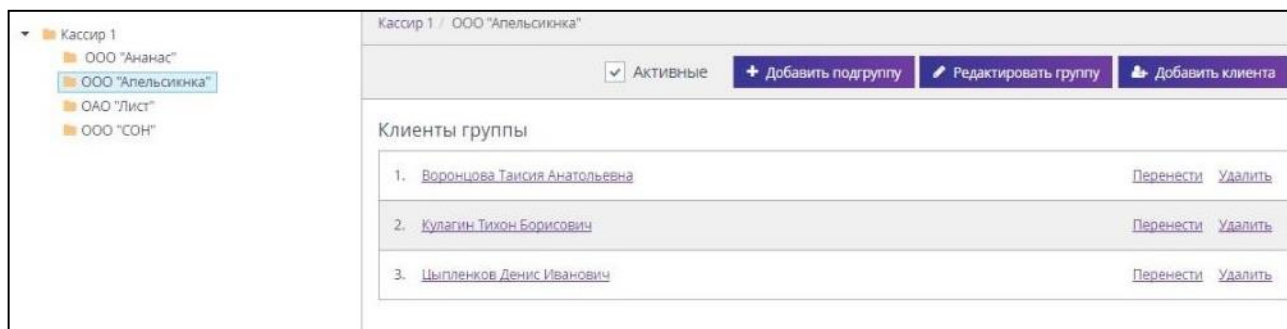 Кассир 1
ООО "Ананас"
ООО "Апельсикнка"
ОАО "Лист"
ООО "СОН"
Кассир 1 / ООО "Апельсикнка"
Активные
Добавить подгруппу
Редактировать группу
Добавить клиента
Клиенты группы
1. Воронцова Таисия Анатольевна Перенести Удалить
2. Кулагин Тихон Борисович Перенести Удалить
3. Цыпленков Денис Иванович Перенести Удалить